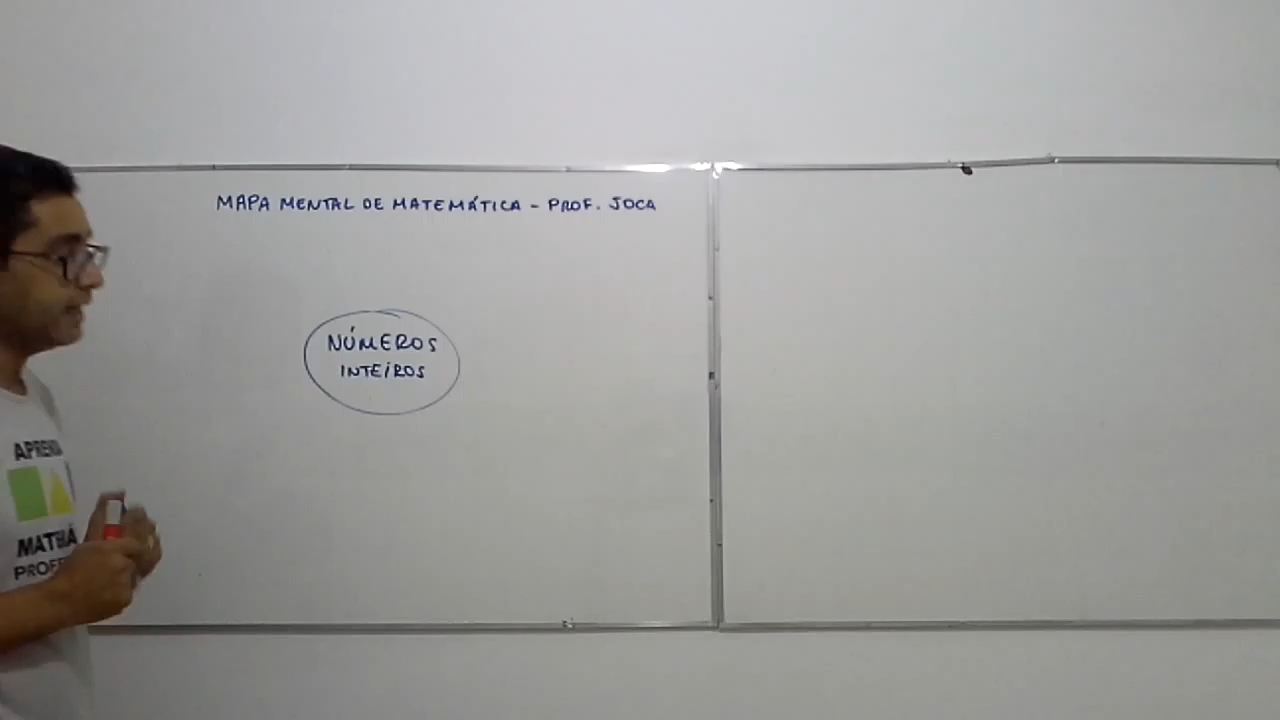 MAPA MENTAL DE MATEMÁTICA - PROF. JOCA
NÚMEROS
INTEIROS